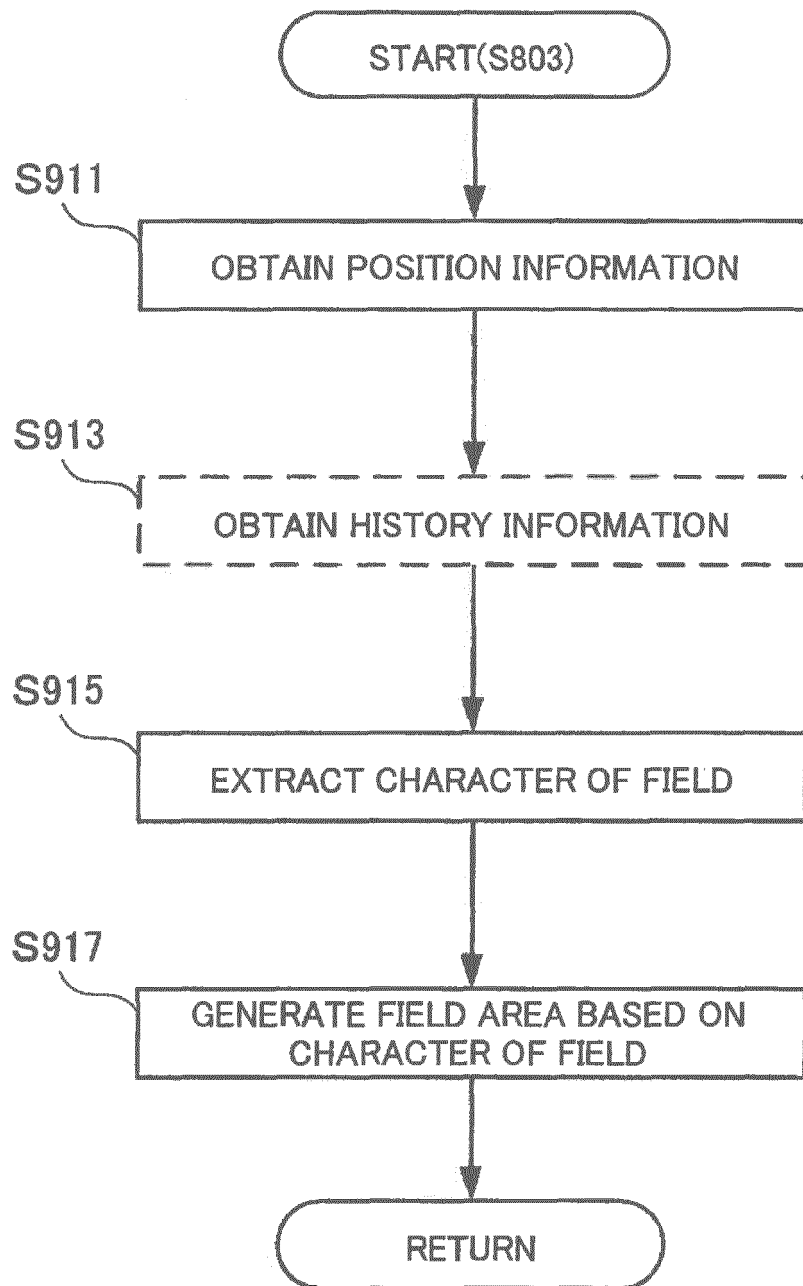 START(S803)
S911
OBTAIN POSITION INFORMATION
S913
OBTAIN HISTORY INFORMATION
S915
EXTRACT CHARACTER OF FIELD
S917
GENERATE FIELD AREA BASED ON
CHARACTER OF FIELD
RETURN